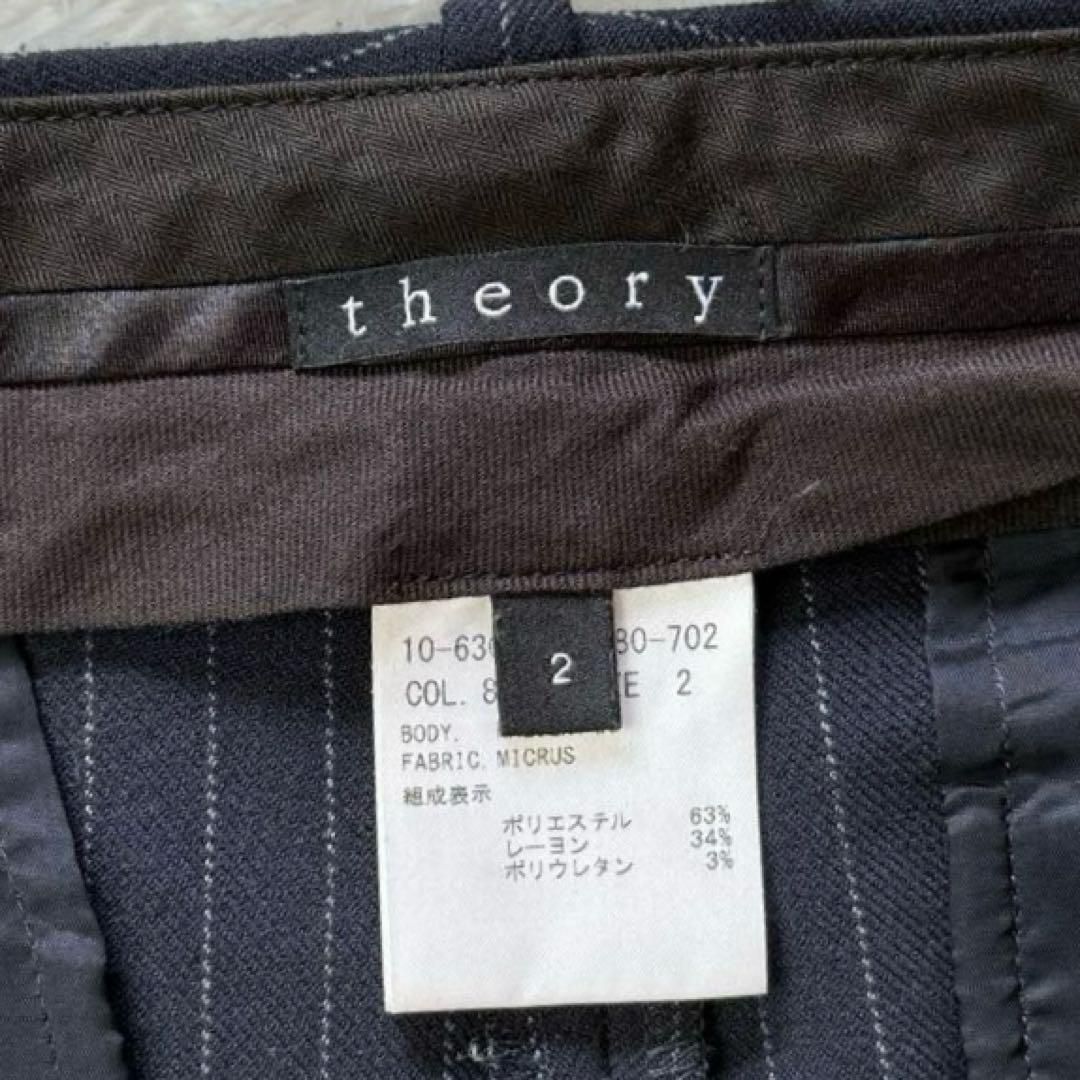 theory
2
10-63 80-702
COL. 8 E 2
BODY.
FABRIC. MICRUS
組成表示
ポリエステル 63%
レーヨン 34%
ポリウレタン 3%